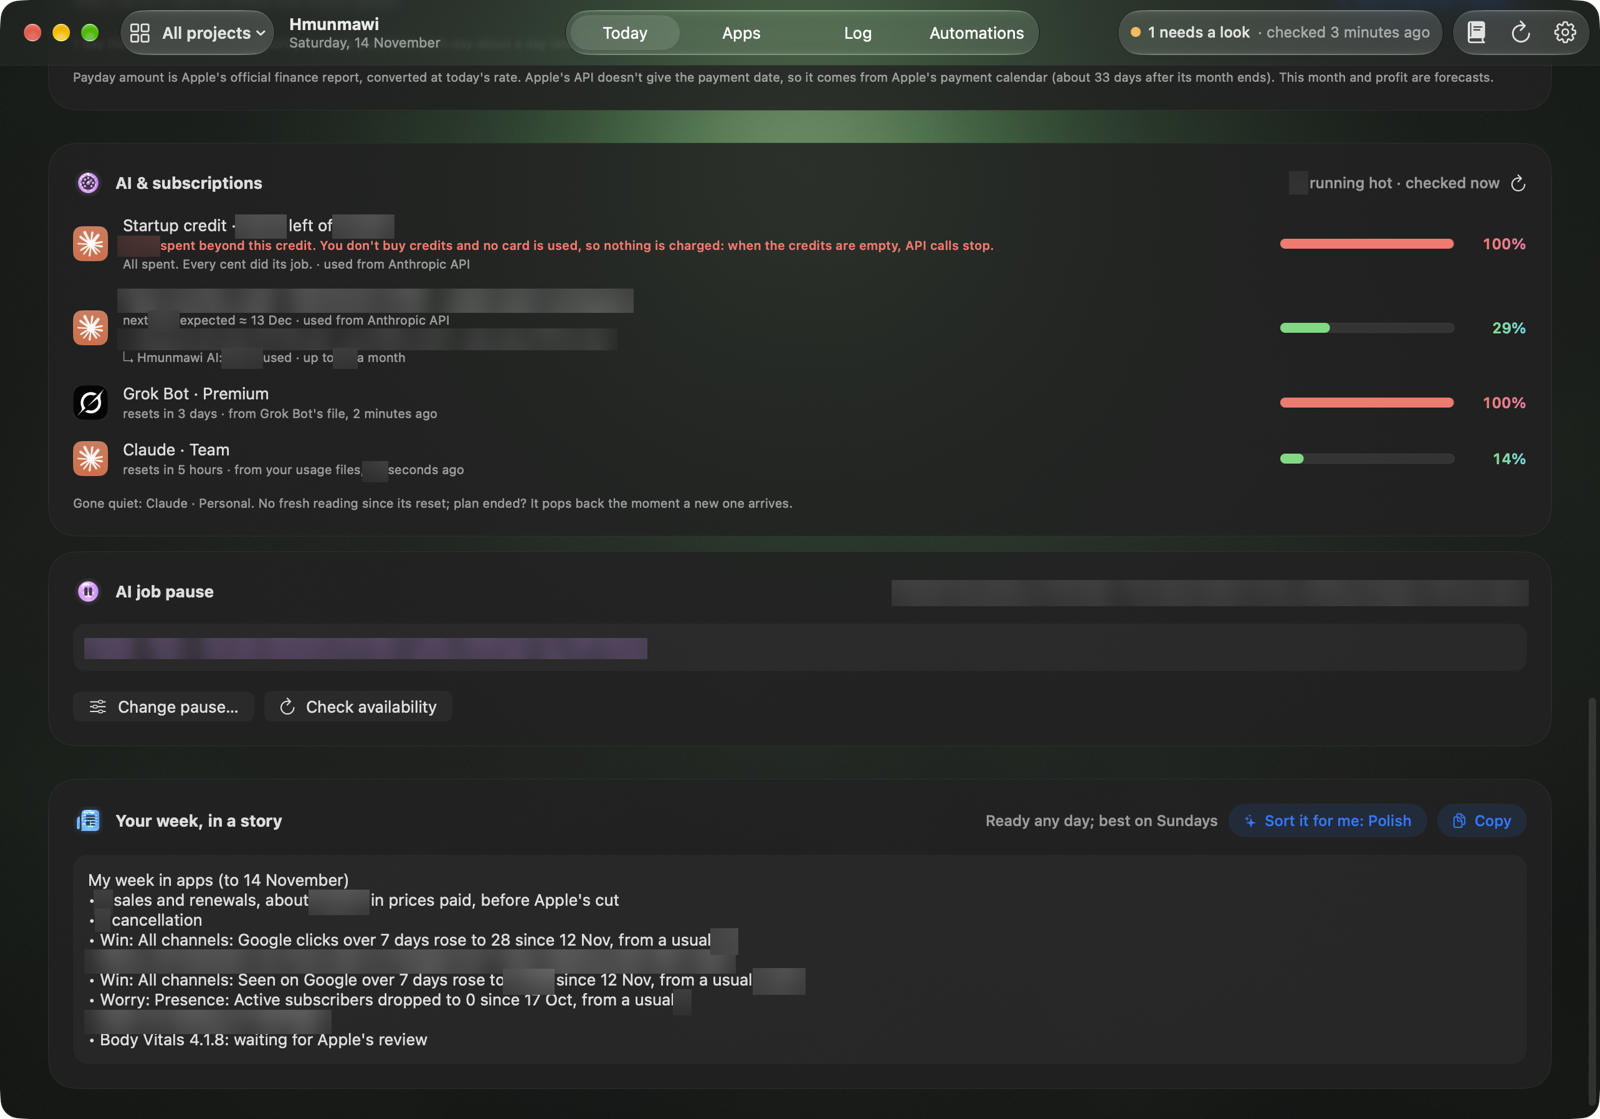 All projects
Hmunmawi
Saturday, 14 November
Today
Apps
Log
Automations
1 needs a look · checked 3 minutes ago
Payday amount is Apple's official finance report, converted at today's rate. Apple's API doesn't give the payment date, so it comes from Apple's payment calendar (about 33 days after its month ends). This month and profit are forecasts.
AI & subscriptions
running hot · checked now
Startup credit · left of
spent beyond this credit. You don't buy credits and no card is used, so nothing is charged: when the credits are empty, API calls stop.
100%
All spent. Every cent did its job. · used from Anthropic API
next expected ≈ 13 Dec · used from Anthropic API
29%
Hmunmawi AI: used · up to a month
Grok Bot · Premium
100%
resets in 3 days · from Grok Bot's file, 2 minutes ago
Claude · Team
14%
resets in 5 hours · from your usage files, seconds ago
Gone quiet: Claude · Personal. No fresh reading since its reset; plan ended? It pops back the moment a new one arrives.
AI job pause
Change pause...
Check availability
Your week, in a story
Ready any day; best on Sundays
Sort it for me: Polish
Copy
My week in apps (to 14 November)
• sales and renewals, about in prices paid, before Apple's cut
• cancellation
• Win: All channels: Google clicks over 7 days rose to 28 since 12 Nov, from a usual
• Win: All channels: Seen on Google over 7 days rose to since 12 Nov, from a usual
• Worry: Presence: Active subscribers dropped to 0 since 17 Oct, from a usual
• Body Vitals 4.1.8: waiting for Apple's review